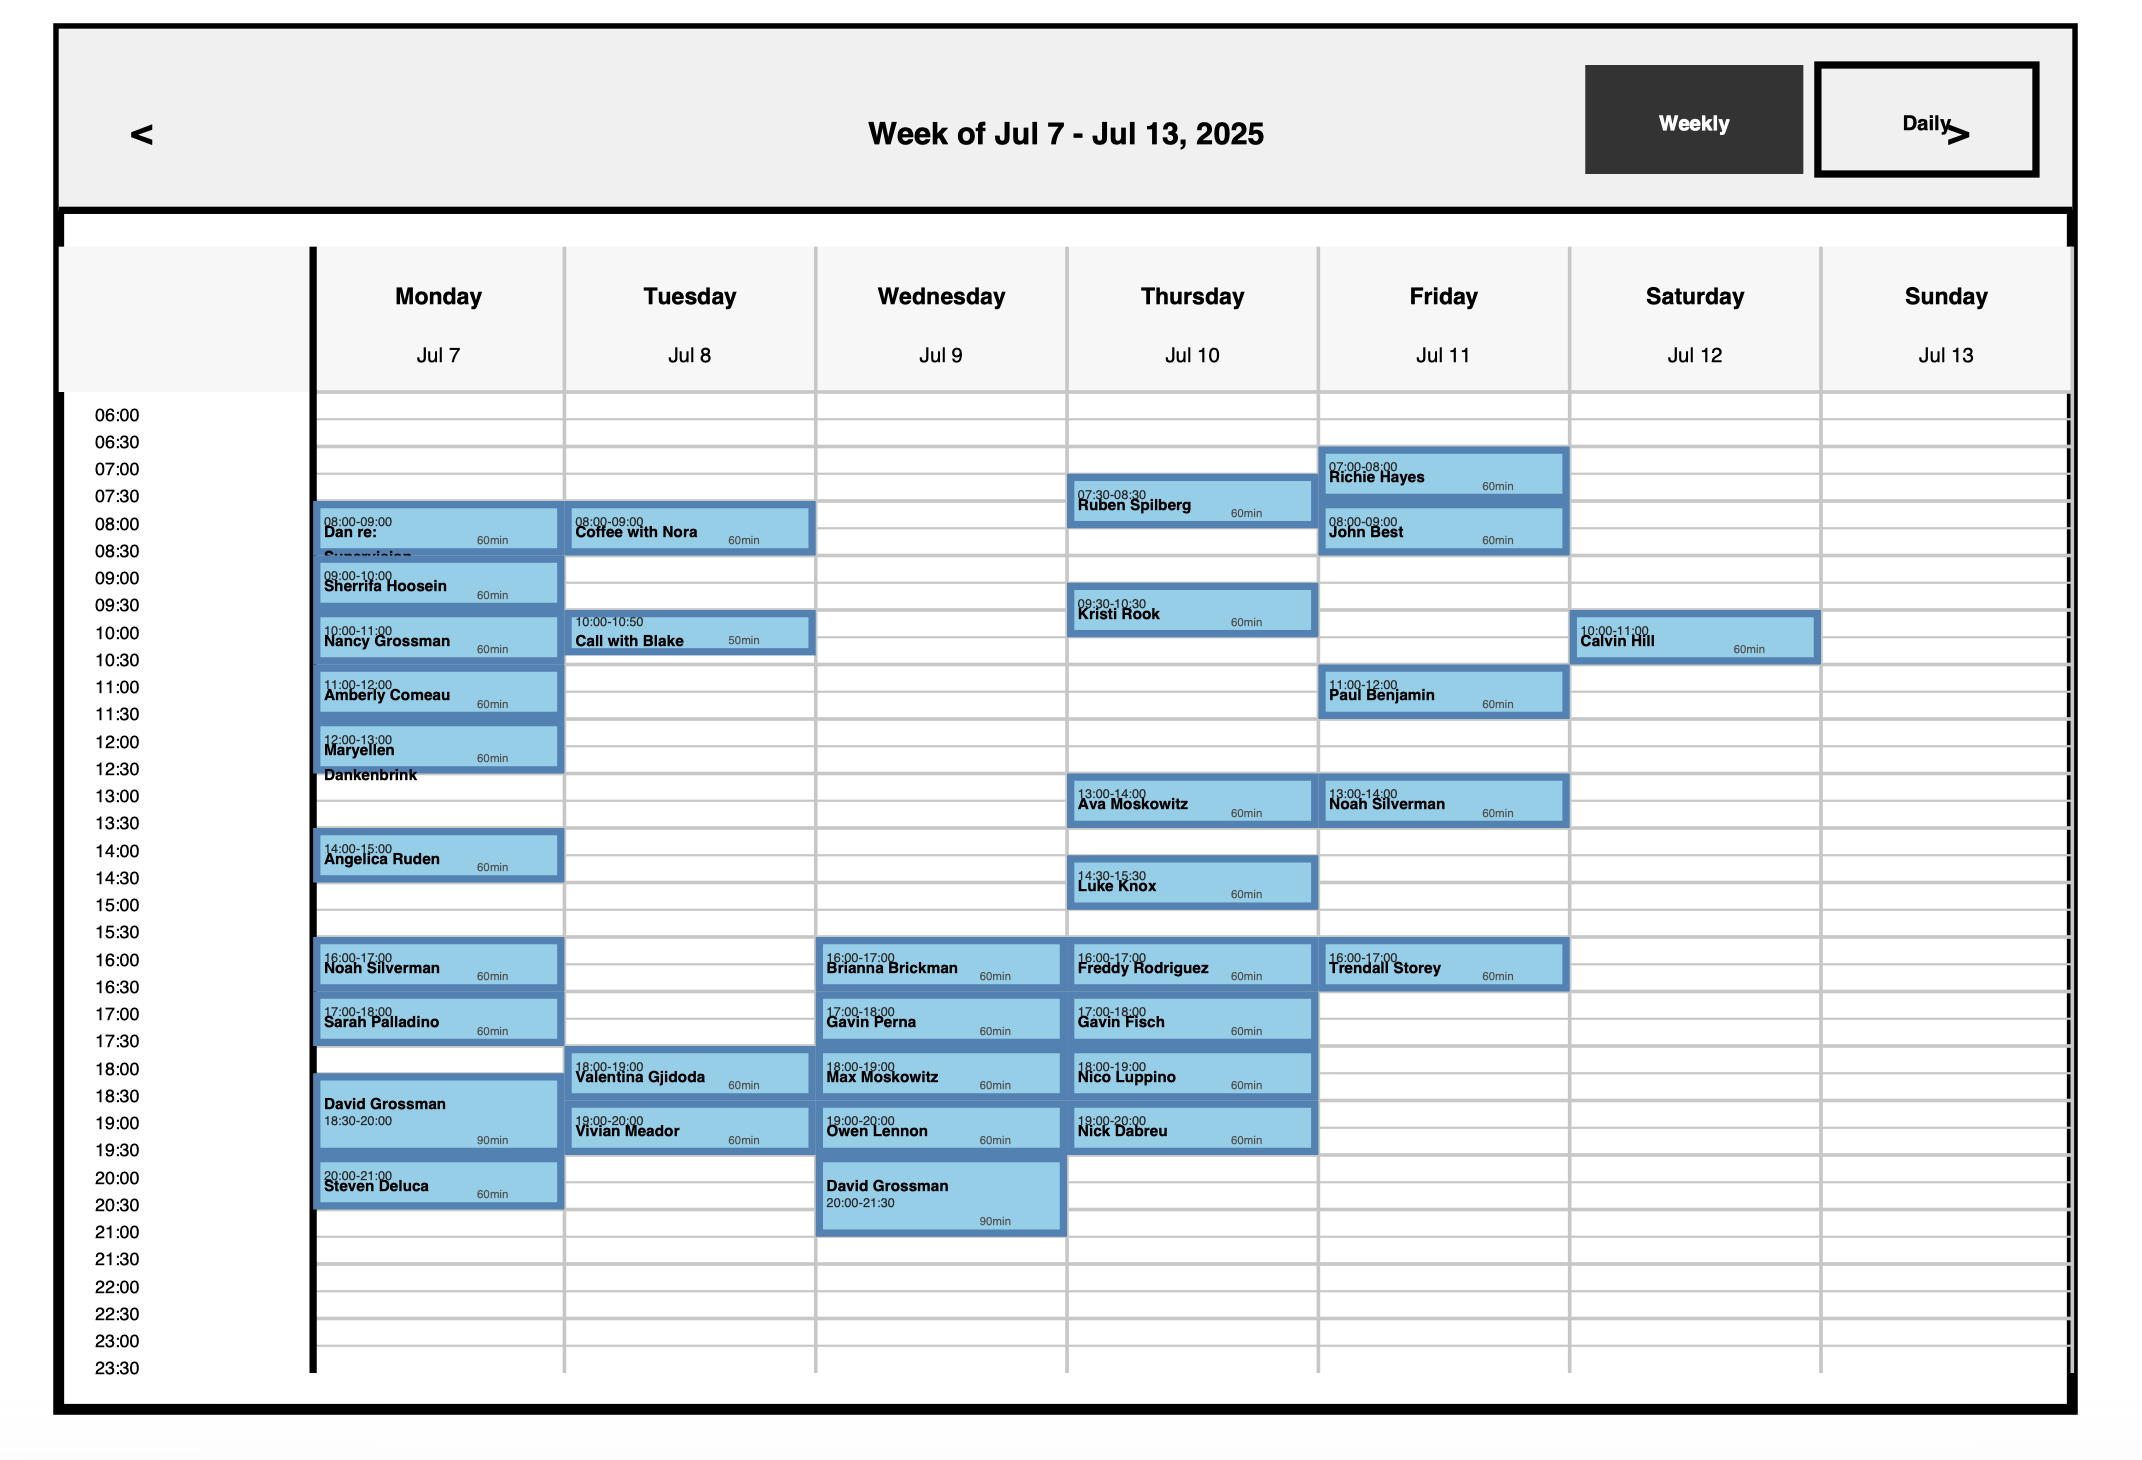 <
Week of Jul 7 - Jul 13, 2025
Weekly
Daily
>
Monday
Jul 7
Tuesday
Jul 8
Wednesday
Jul 9
Thursday
Jul 10
Friday
Jul 11
Saturday
Jul 12
Sunday
Jul 13
06:00
06:30
07:00
07:30
08:00
08:30
09:00
09:30
10:00
10:30
11:00
11:30
12:00
12:30
13:00
13:30
14:00
14:30
15:00
15:30
16:00
16:30
17:00
17:30
18:00
18:30
19:00
19:30
20:00
20:30
21:00
21:30
22:00
22:30
23:00
23:30
08:00-09:00
Dan re:
Supervision
60min
09:00-10:00
Sherrifa Hoosein
60min
10:00-11:00
Nancy Grossman
60min
11:00-12:00
Amberly Comeau
60min
12:00-13:00
Maryellen
Dankenbrink
60min
14:00-15:00
Angelica Ruden
60min
16:00-17:00
Noah Silverman
60min
17:00-18:00
Sarah Palladino
60min
David Grossman
18:30-20:00
90min
20:00-21:00
Steven Deluca
60min
08:00-09:00
Coffee with Nora
60min
10:00-10:50
Call with Blake
50min
18:00-19:00
Valentina Gjidoda
60min
19:00-20:00
Vivian Meador
60min
16:00-17:00
Brianna Brickman
60min
17:00-18:00
Gavin Perna
60min
18:00-19:00
Max Moskowitz
60min
19:00-20:00
Owen Lennon
60min
David Grossman
20:00-21:30
90min
07:30-08:30
Ruben Spilberg
60min
09:30-10:30
Kristi Rook
60min
13:00-14:00
Ava Moskowitz
60min
14:30-15:30
Luke Knox
60min
16:00-17:00
Freddy Rodriguez
60min
17:00-18:00
Gavin Fisch
60min
18:00-19:00
Nico Luppino
60min
19:00-20:00
Nick Dabreu
60min
07:00-08:00
Richie Hayes
60min
08:00-09:00
John Best
60min
11:00-12:00
Paul Benjamin
60min
13:00-14:00
Noah Silverman
60min
16:00-17:00
Trendall Storey
60min
10:00-11:00
Calvin Hill
60min